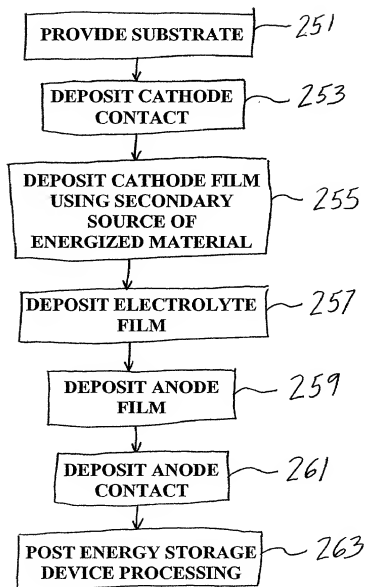 PROVIDE SUBSTRATE 251
DEPOSIT CATHODE CONTACT 253
DEPOSIT CATHODE FILM
USING SECONDARY
SOURCE OF
ENERGIZED MATERIAL
255
DEPOSIT ELECTROLYTE
FILM
257
DEPOSIT ANODE
FILM
259
DEPOSIT ANODE
CONTACT
261
POST ENERGY STORAGE
DEVICE PROCESSING
263